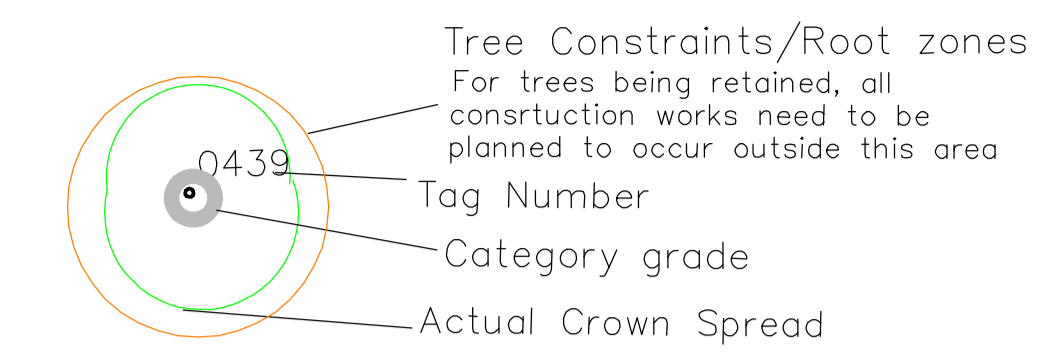 Tree Constraints/Root zones
For trees being retained, all
consrtuction works need to be
planned to occur outside this area
0439
Tag Number
Category grade
Actual Crown Spread